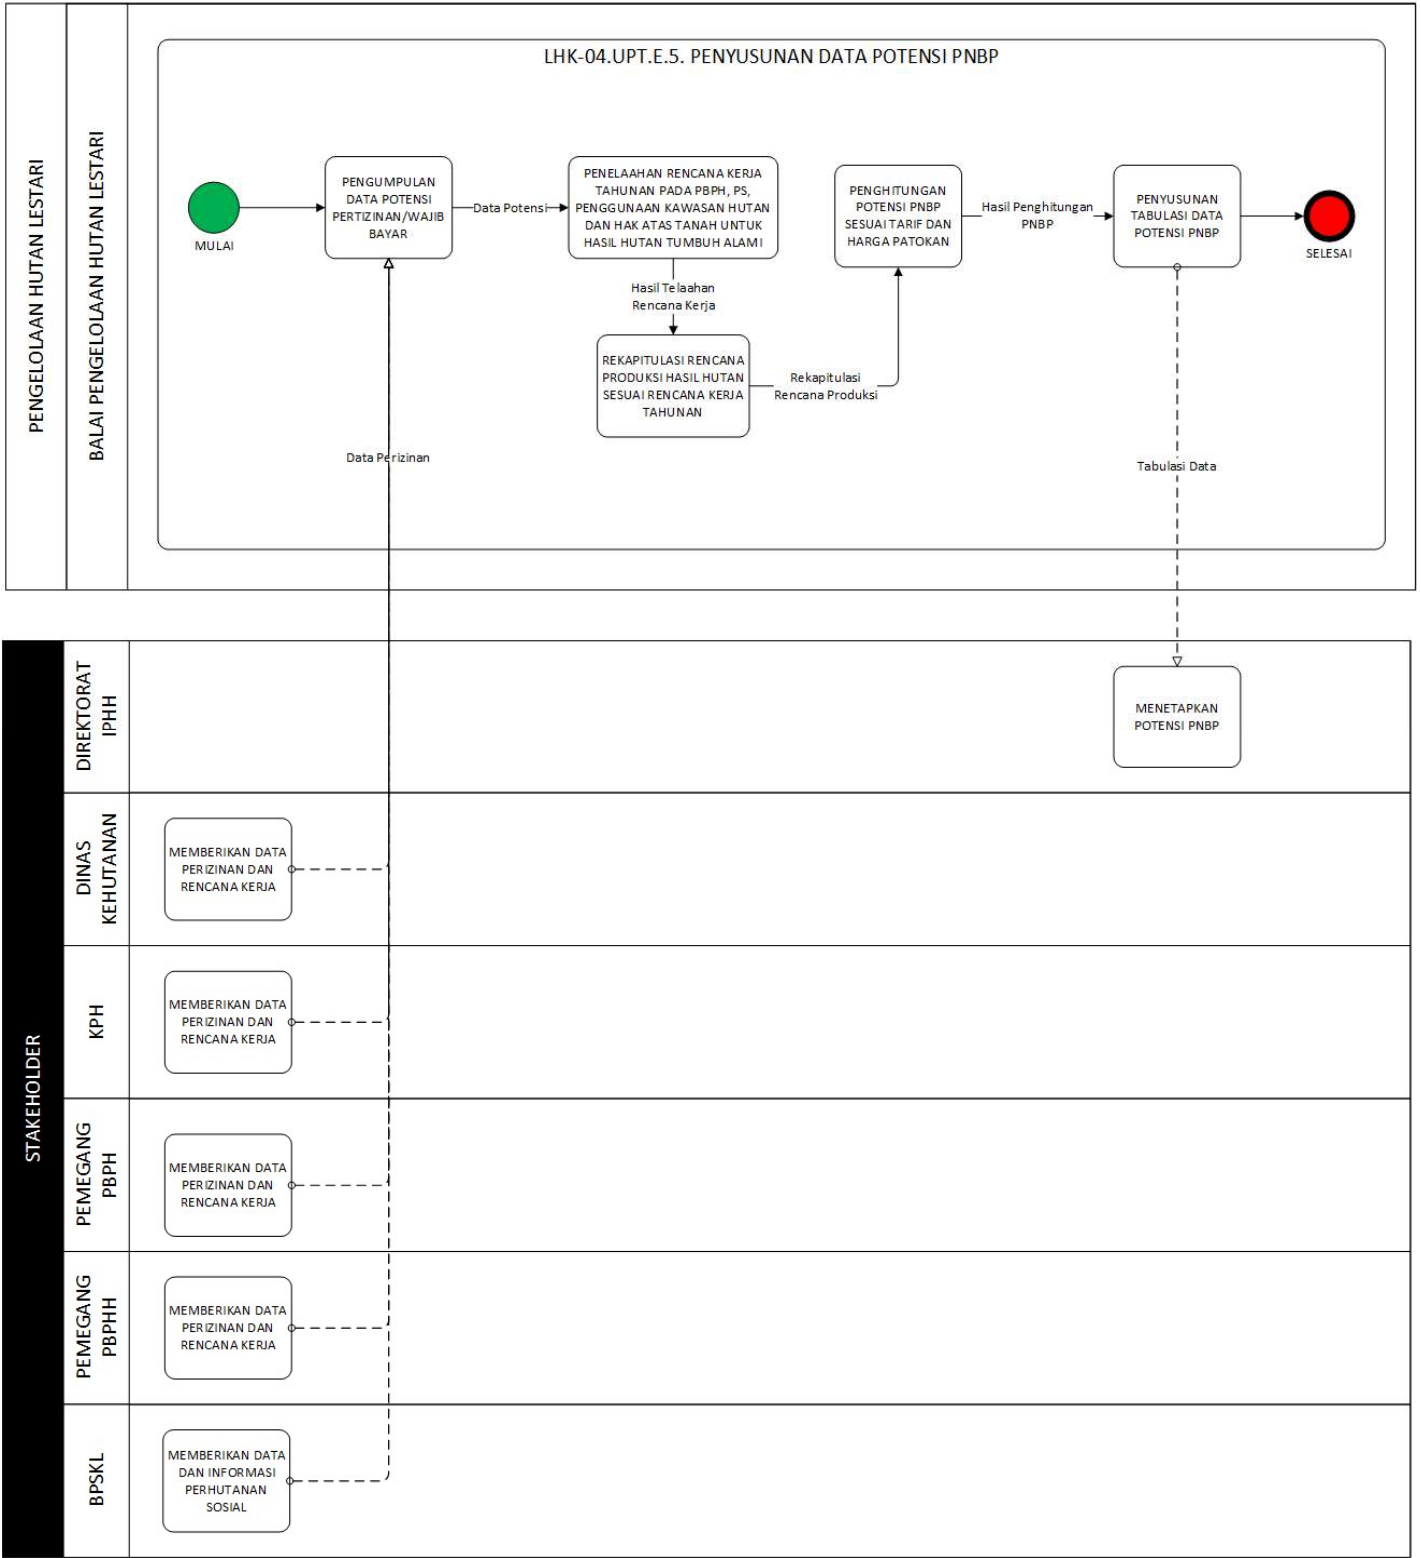 PENGELOLAAN HUTAN LESTARI
BALAI PENGELOLAAN HUTAN LESTARI
LHK-04.UPT.E.5. PENYUSUNAN DATA POTENSI PNBP
MULAI
PENGUMPULAN
DATA POTENSI
PERTIZINAN/WAJIB
BAYAR
Data Potensi
PENELAAHAN RENCANA KERJA
TAHUNAN PADA PBPH, PS,
PENGGUNAAN KAWASAN HUTAN
DAN HAK ATAS TANAH UNTUK
HASIL HUTAN TUMBUH ALAMI
Hasil Telaahan
Rencana Kerja
REKAPITULASI RENCANA
PRODUKSI HASIL HUTAN
SESUAI RENCANA KERJA
TAHUNAN
Rekapitulasi
Rencana Produksi
PENGHITUNGAN
POTENSI PNBP
SESUAI TARIF DAN
HARGA PATOKAN
Hasil Penghitungan
PNBP
PENYUSUNAN
TABULASI DATA
POTENSI PNBP
SELESAI
Data Perizinan
Tabulasi Data
STAKEHOLDER
DIREKTORAT
IPHH
MENETAPKAN
POTENSI PNBP
DINAS
KEHUTANAN
MEMBERIKAN DATA
PERIZINAN DAN
RENCANA KERJA
KPH
MEMBERIKAN DATA
PERIZINAN DAN
RENCANA KERJA
PEMEGANG
PBPH
MEMBERIKAN DATA
PERIZINAN DAN
RENCANA KERJA
PEMEGANG
PBPHH
MEMBERIKAN DATA
PERIZINAN DAN
RENCANA KERJA
BPSKL
MEMBERIKAN DATA
DAN INFORMASI
PERHUTANAN
SOSIAL